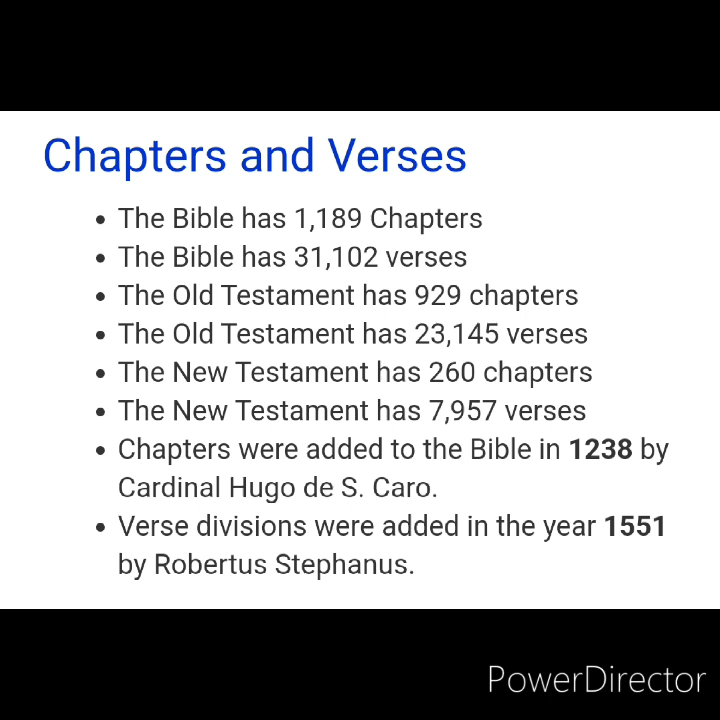 Chapters and Verses
• The Bible has 1,189 Chapters
• The Bible has 31,102 verses
• The Old Testament has 929 chapters
• The Old Testament has 23,145 verses
• The New Testament has 260 chapters
• The New Testament has 7,957 verses
• Chapters were added to the Bible in 1238 by
Cardinal Hugo de S. Caro.
• Verse divisions were added in the year 1551
by Robertus Stephanus.
PowerDirector